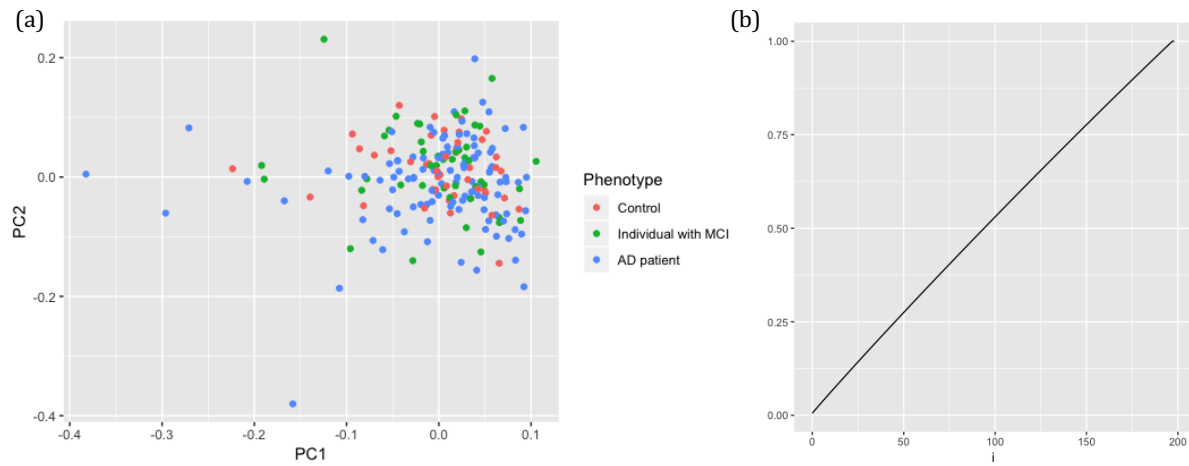 (a)
0.2
0.0
-0.2
-0.4
PC2
-0.4
-0.3
-0.2
-0.1
0.0
0.1
PC1
Phenotype
Control
Individual with MCI
AD patient
(b)
1.00
0.75
0.50
0.25
0.00
0
50
100
150
200
i